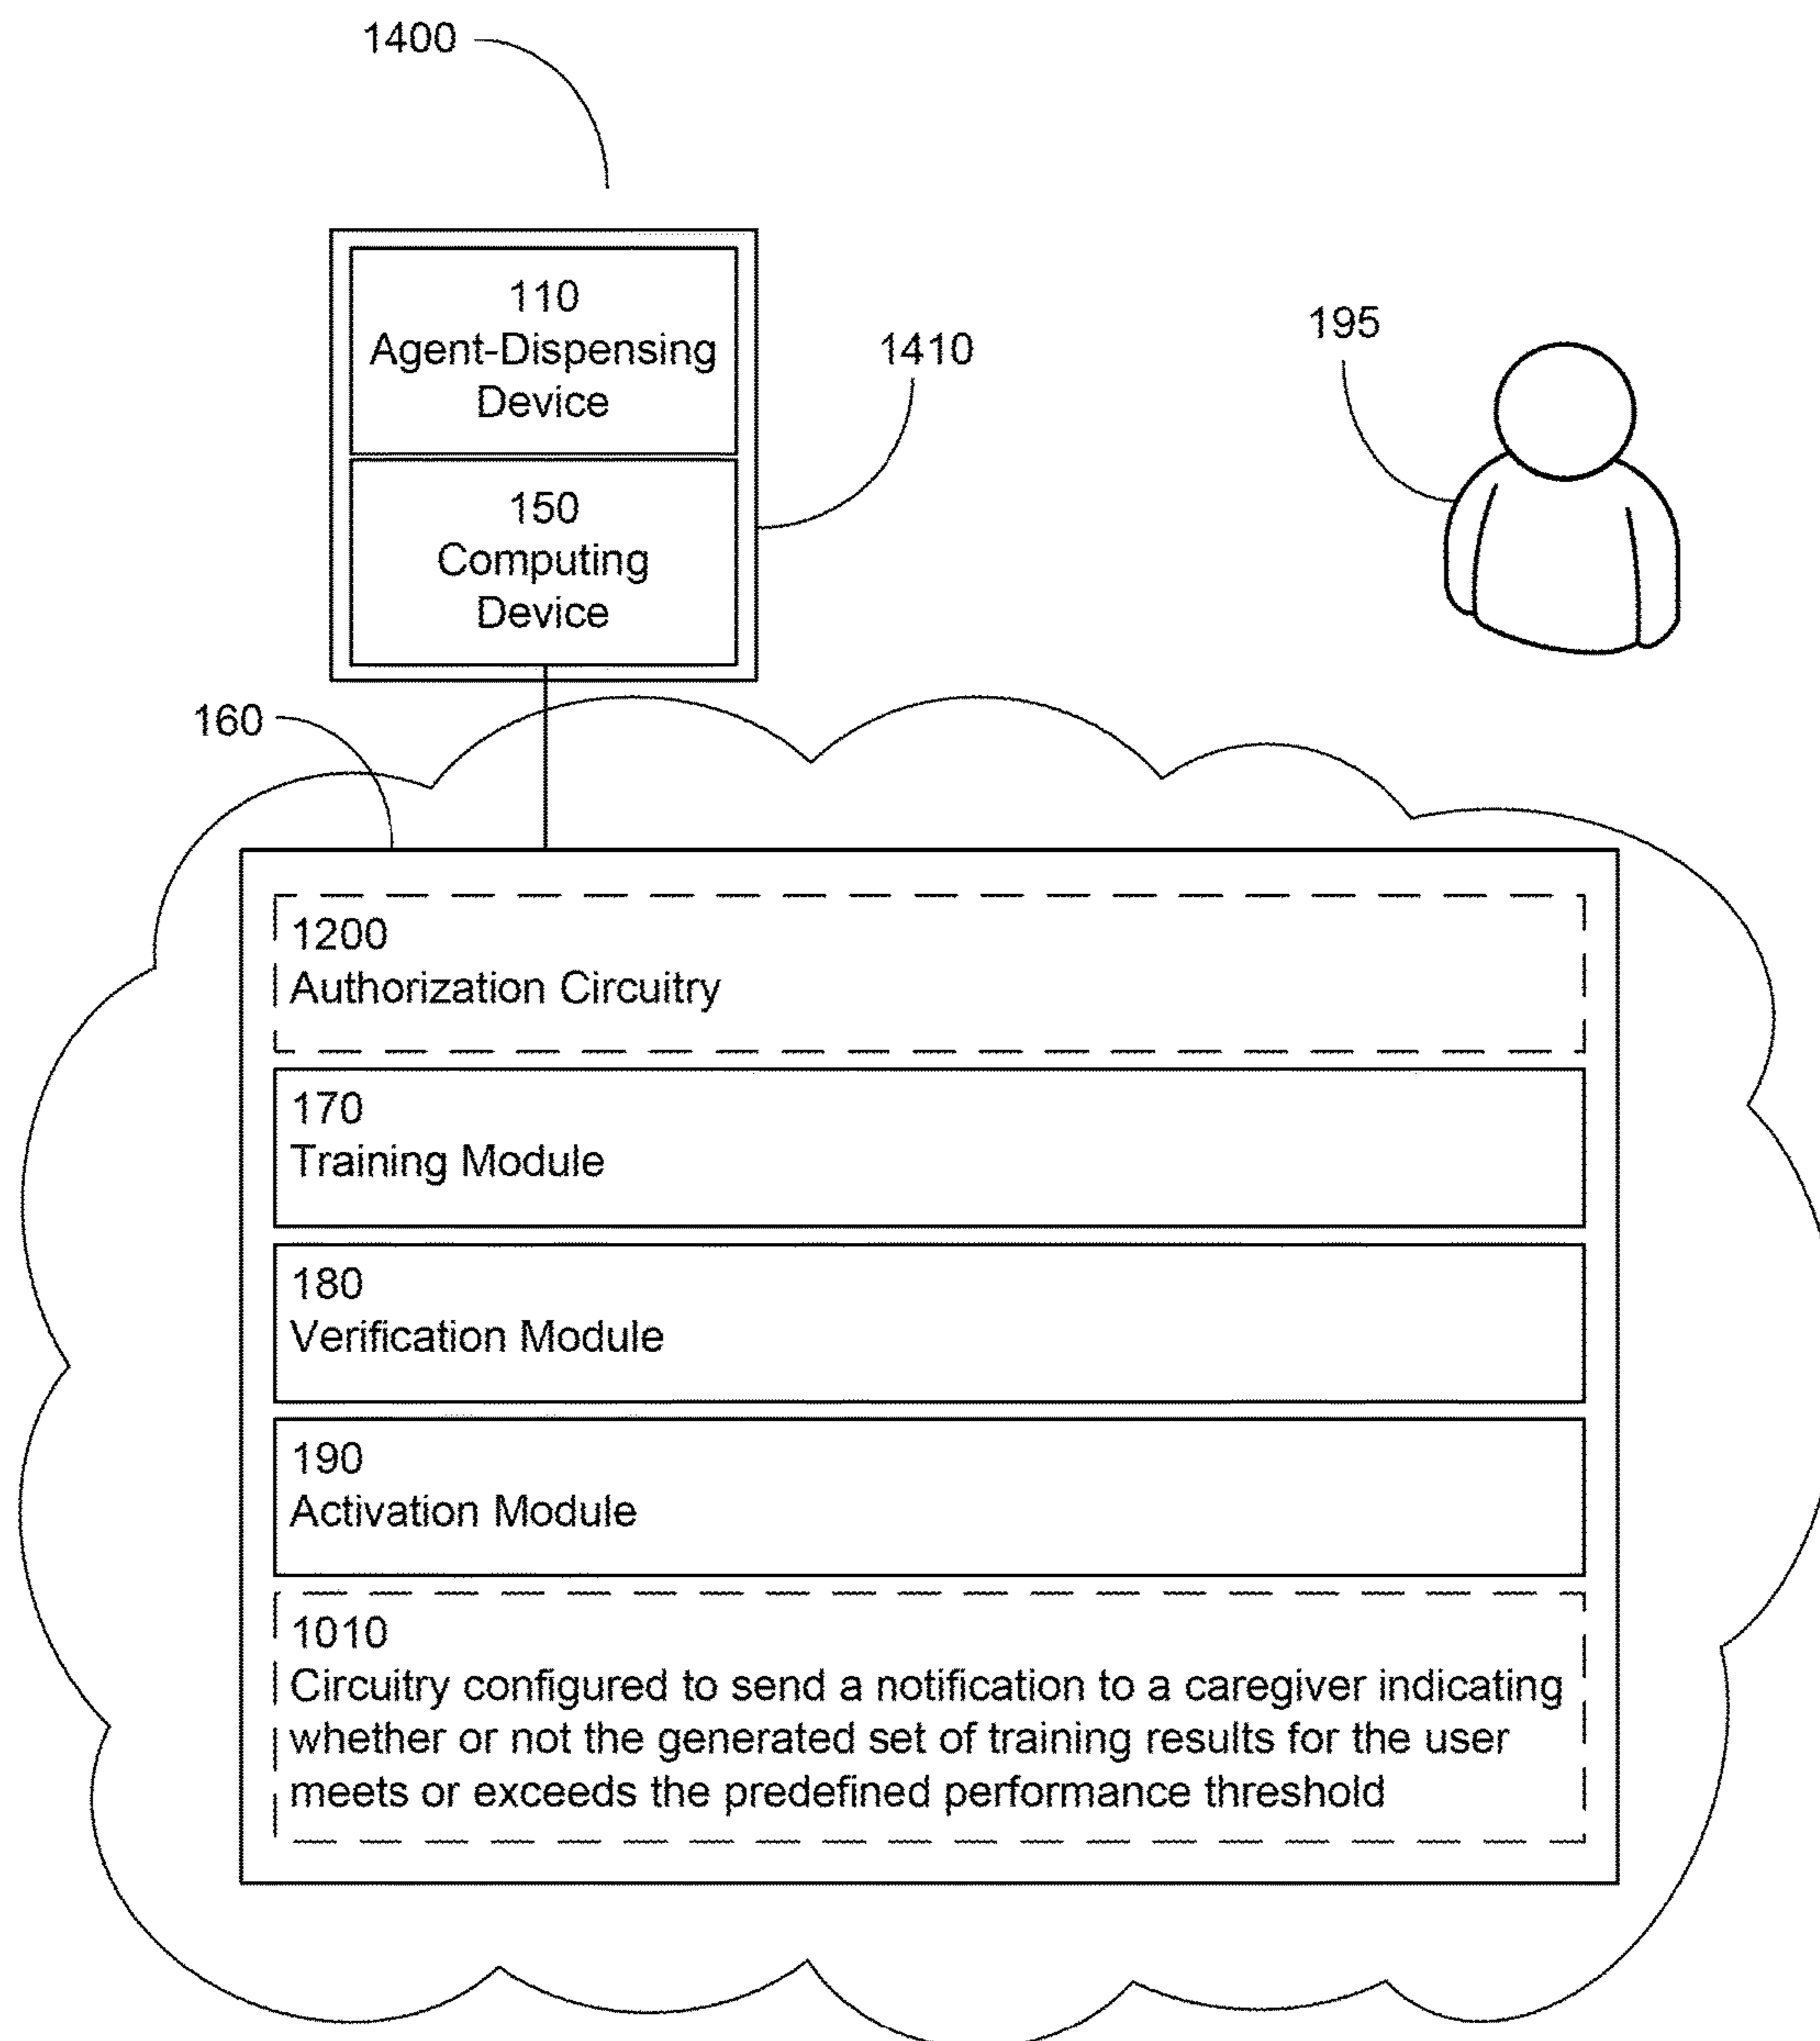 1400
110
Agent-Dispensing
Device
1410
195
150
Computing
Device
160
1200
Authorization Circuitry
170
Training Module
180
Verification Module
190
Activation Module
1010
Circuitry configured to send a notification to a caregiver indicating
whether or not the generated set of training results for the user
meets or exceeds the predefined performance threshold